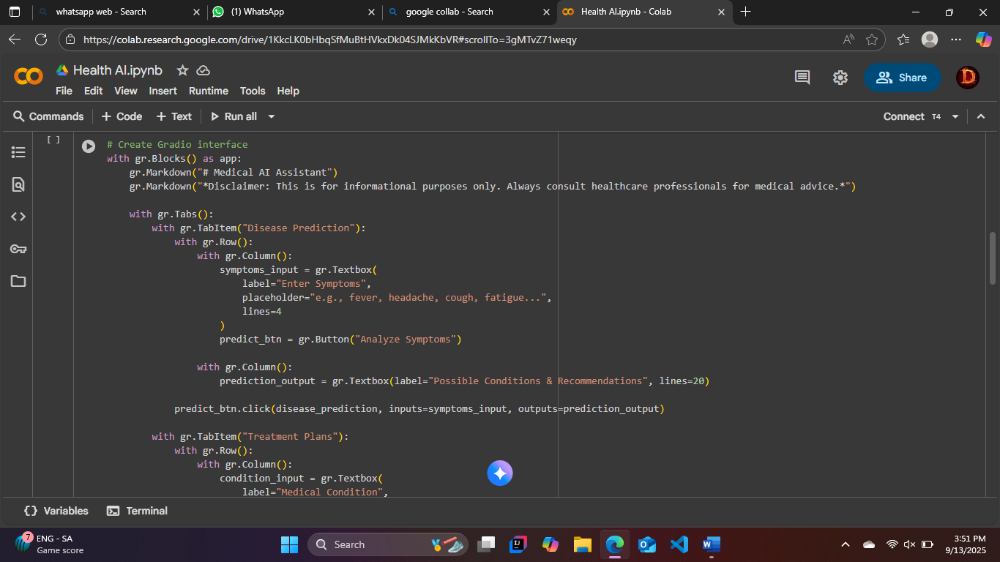 whatsapp web - Search
(1) WhatsApp
google collab - Search
Health AI.ipynb - Colab
https://colab.research.google.com/drive/1KkcLK0bHbqSfMuBtHVkxDk04SJMkKbVR#scrollTo=3gMTvZ71weqy
Health AI.ipynb
File Edit View Insert Runtime Tools Help
Share
D
Commands + Code + Text Run all
Connect T4
[ ]
# Create Gradio interface
with gr.Blocks() as app:
    gr.Markdown("# Medical AI Assistant")
    gr.Markdown("*Disclaimer: This is for informational purposes only. Always consult healthcare professionals for medical advice.*")
    with gr.Tabs():
        with gr.TabItem("Disease Prediction"):
            with gr.Row():
                with gr.Column():
                    symptoms_input = gr.Textbox(
                        label="Enter Symptoms",
                        placeholder="e.g., fever, headache, cough, fatigue...",
                        lines=4
                    )
                    predict_btn = gr.Button("Analyze Symptoms")
                with gr.Column():
                    prediction_output = gr.Textbox(label="Possible Conditions & Recommendations", lines=20)
            predict_btn.click(disease_prediction, inputs=symptoms_input, outputs=prediction_output)
        with gr.TabItem("Treatment Plans"):
            with gr.Row():
                with gr.Column():
                    condition_input = gr.Textbox(
                        label="Medical Condition",
Variables
Terminal
7
ENG - SA
Game score
Search
3:51 PM
9/13/2025